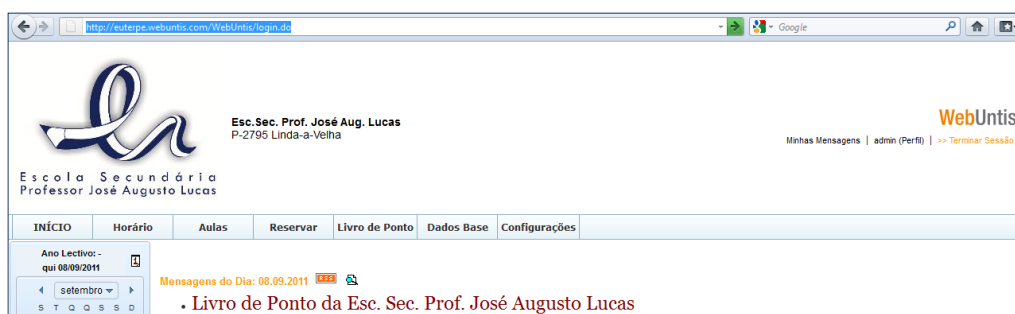 http://euterpe.webuntis.com/WebUntis/login.do
Google
Esc.Sec. Prof. José Aug. Lucas
P-2795 Linda-a-Velha
WebUntis
Minhas Mensagens | admin (Perfil) | >> Terminar Sessão
Escola Secundária
Professor José Augusto Lucas
INÍCIO Horário Aulas Reservar Livro de Ponto Dados Base Configurações
Ano Lectivo: -
qui 08/09/2011
1
setembro
S T Q Q S S D
Mensagens do Dia: 08.09.2011 RSS
• Livro de Ponto da Esc. Sec. Prof. José Augusto Lucas